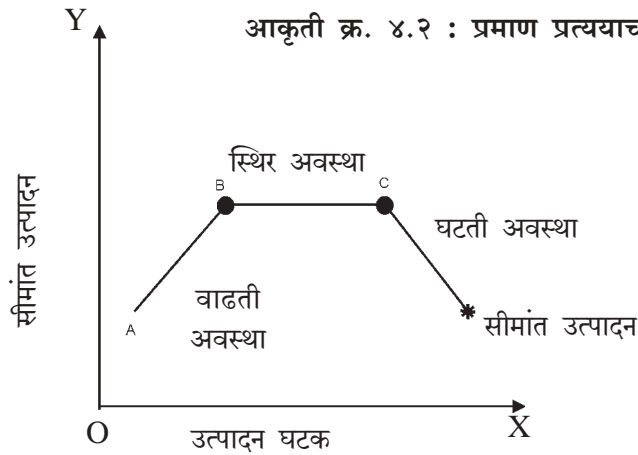 आकृती क्र. ४.२ : प्रमाण प्रत्ययाच
Y
स्थिर अवस्था
B
C
घटती अवस्था
सीमांत उत्पादन
वाढती
अवस्था
A
सीमांत उत्पादन
O
उत्पादन घटक
X